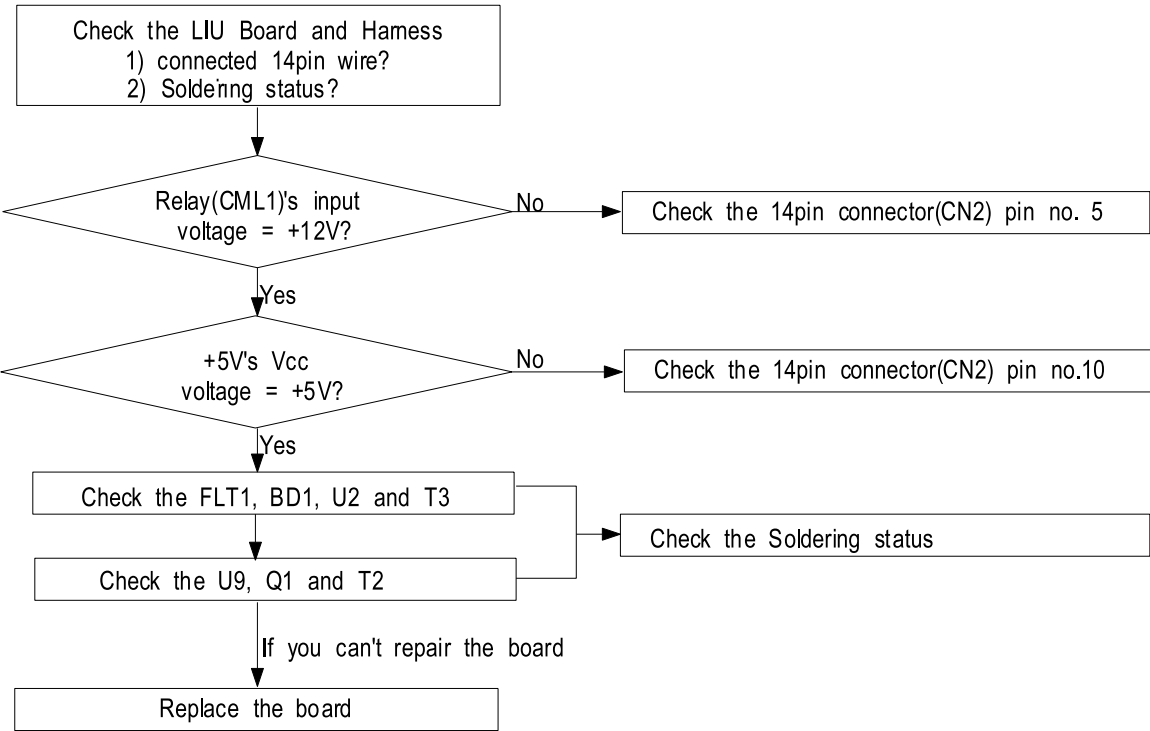 Check the LIU Board and Harness
1) connected 14pin wire?
2) Soldering status?
Relay(CML1)'s input
voltage = +12V?
No
Check the 14pin connector(CN2) pin no. 5
Yes
+5V's Vcc
voltage = +5V?
No
Check the 14pin connector(CN2) pin no.10
Yes
Check the FLT1, BD1, U2 and T3
Check the Soldering status
Check the U9, Q1 and T2
If you can't repair the board
Replace the board